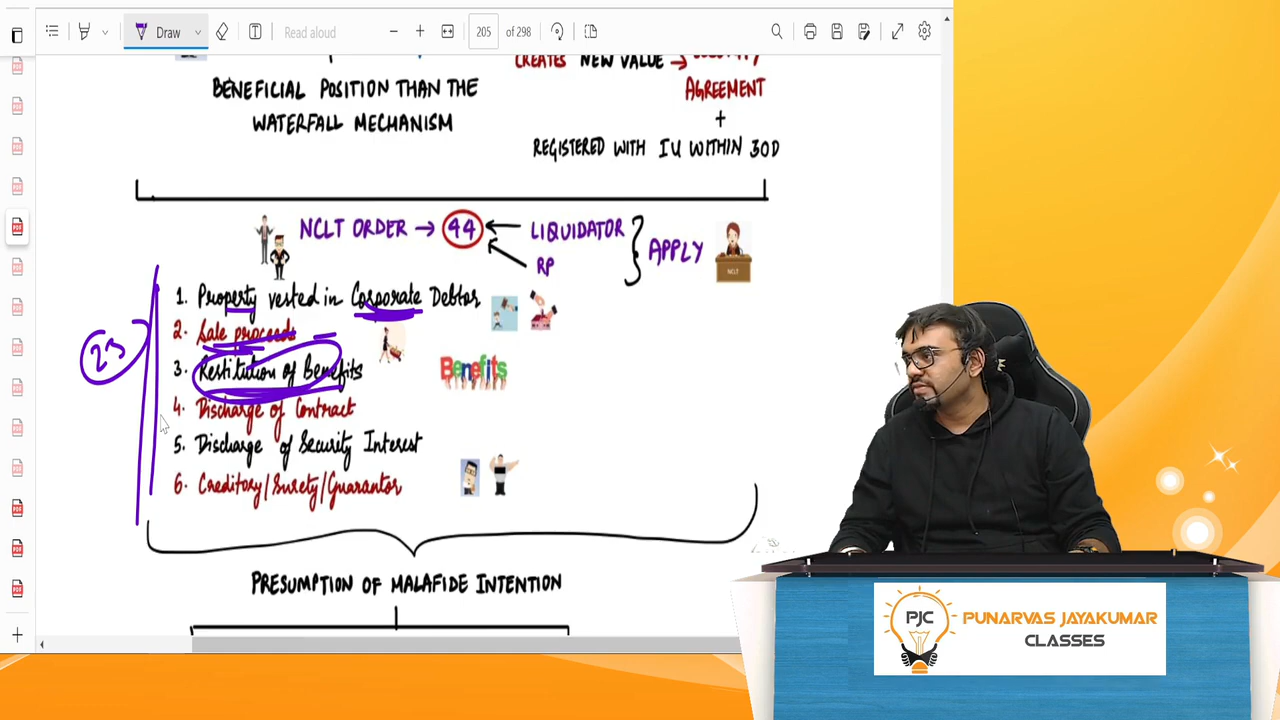 Draw
Read aloud
205 of 298
CREATES NEW VALUE →
BENEFICIAL POSITION THAN THE
WATERFALL MECHANISM
AGREEMENT
+
REGISTERED WITH IU WITHIN 30D
NCLT ORDER → 44
LIQUIDATOR
RP
APPLY
NCLT
1. Property vested in Corporate Debtor
2. Sale proceeds
3. Restitution of Benefits
Benefits
4. Discharge of Contract
5. Discharge of Security Interest
6. Creditors/Surety/Guarantor
PRESUMPTION OF MALAFIDE INTENTION
PJC
PUNARVAS JAYAKUMAR
CLASSES